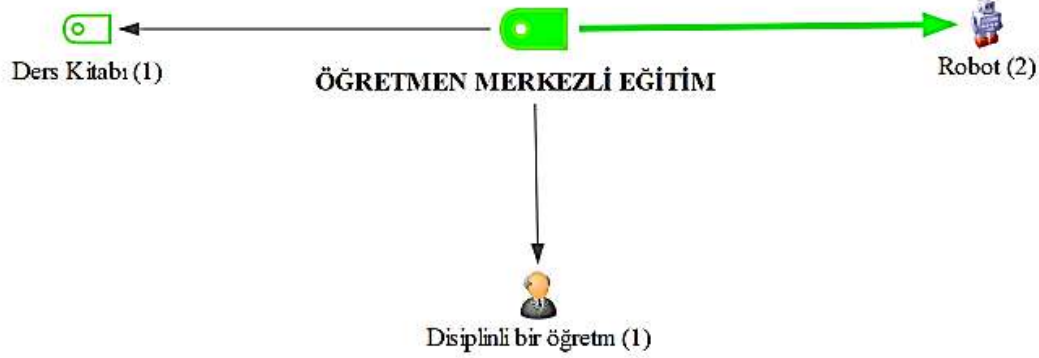 Ders Kitabı (1)
ÖĞRETMEN MERKEZLİ EĞİTİM
Robot (2)
Disiplinli bir öğretm (1)